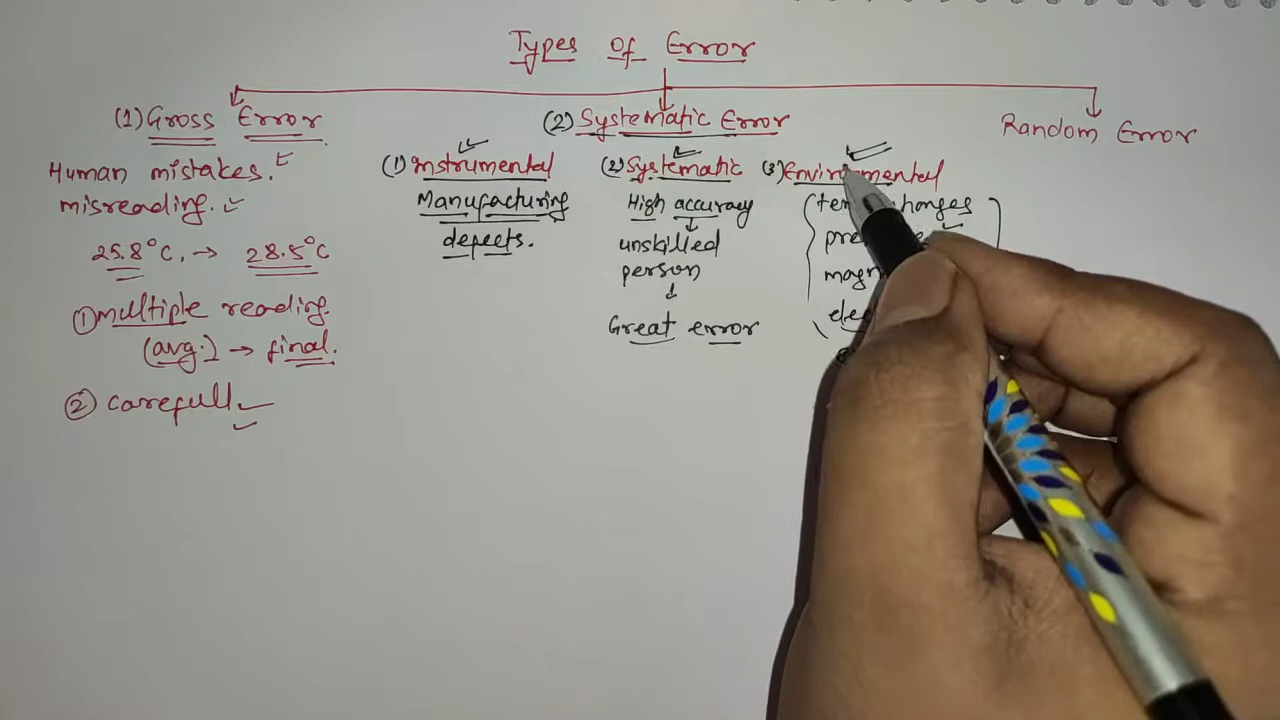 Types of Error
(1) Gross Error
Human mistakes.
misreading.
25.8°C, → 28.5°C
① multiple reading.
(avg.) → final.
② carefull
(2) Systematic Error
(1) Instrumental
Manufacturing
defects.
(2) Systematic
High accuracy
unskilled
person
Great error
(3) Environmental
changes
Random Error